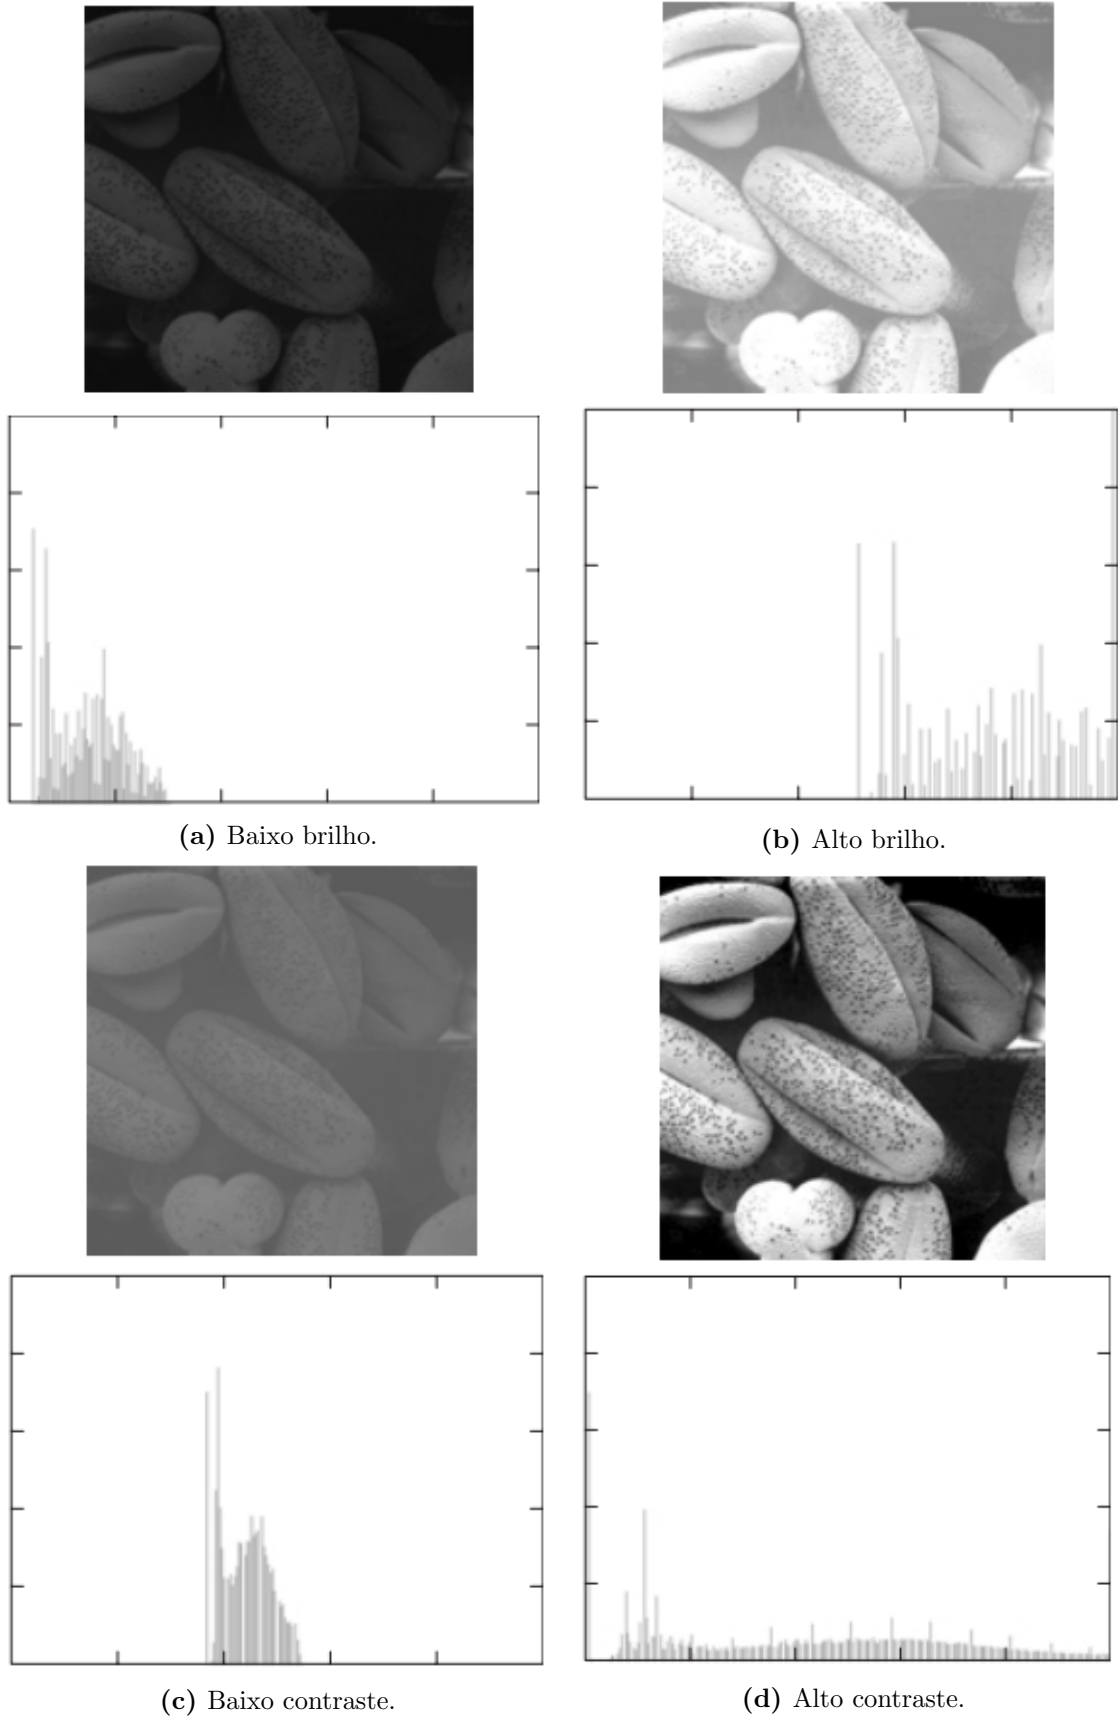 (a) Baixo brilho.
(b) Alto brilho.
(c) Baixo contraste.
(d) Alto contraste.